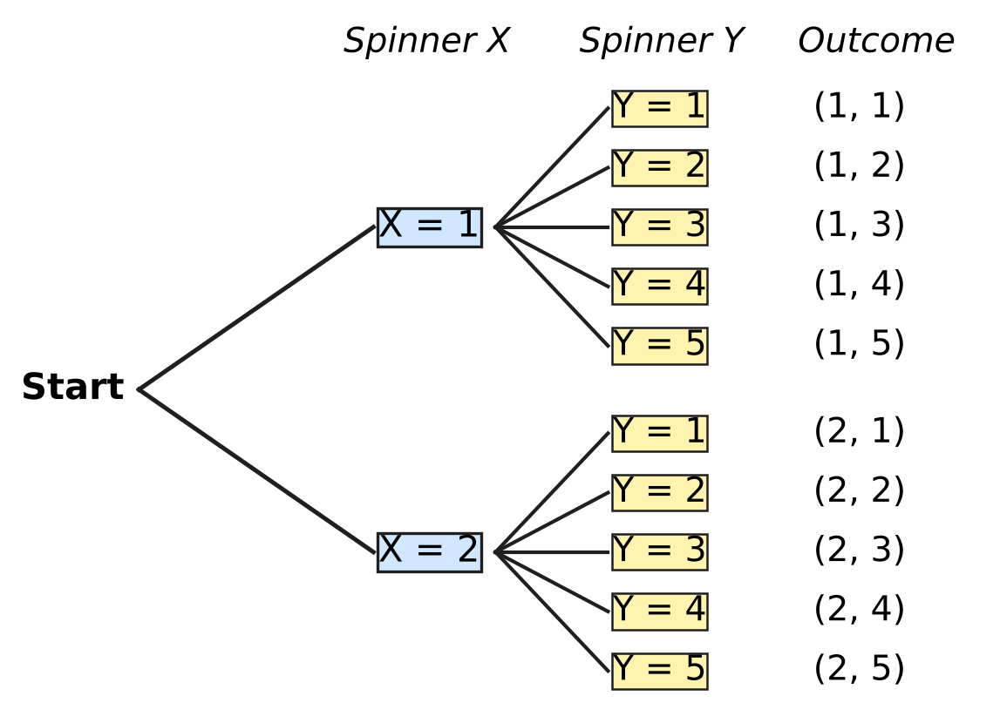 Spinner X Spinner Y Outcome
Y = 1 (1, 1)
Y = 2 (1, 2)
X = 1 Y = 3 (1, 3)
Y = 4 (1, 4)
Y = 5 (1, 5)
Start
Y = 1 (2, 1)
Y = 2 (2, 2)
X = 2 Y = 3 (2, 3)
Y = 4 (2, 4)
Y = 5 (2, 5)